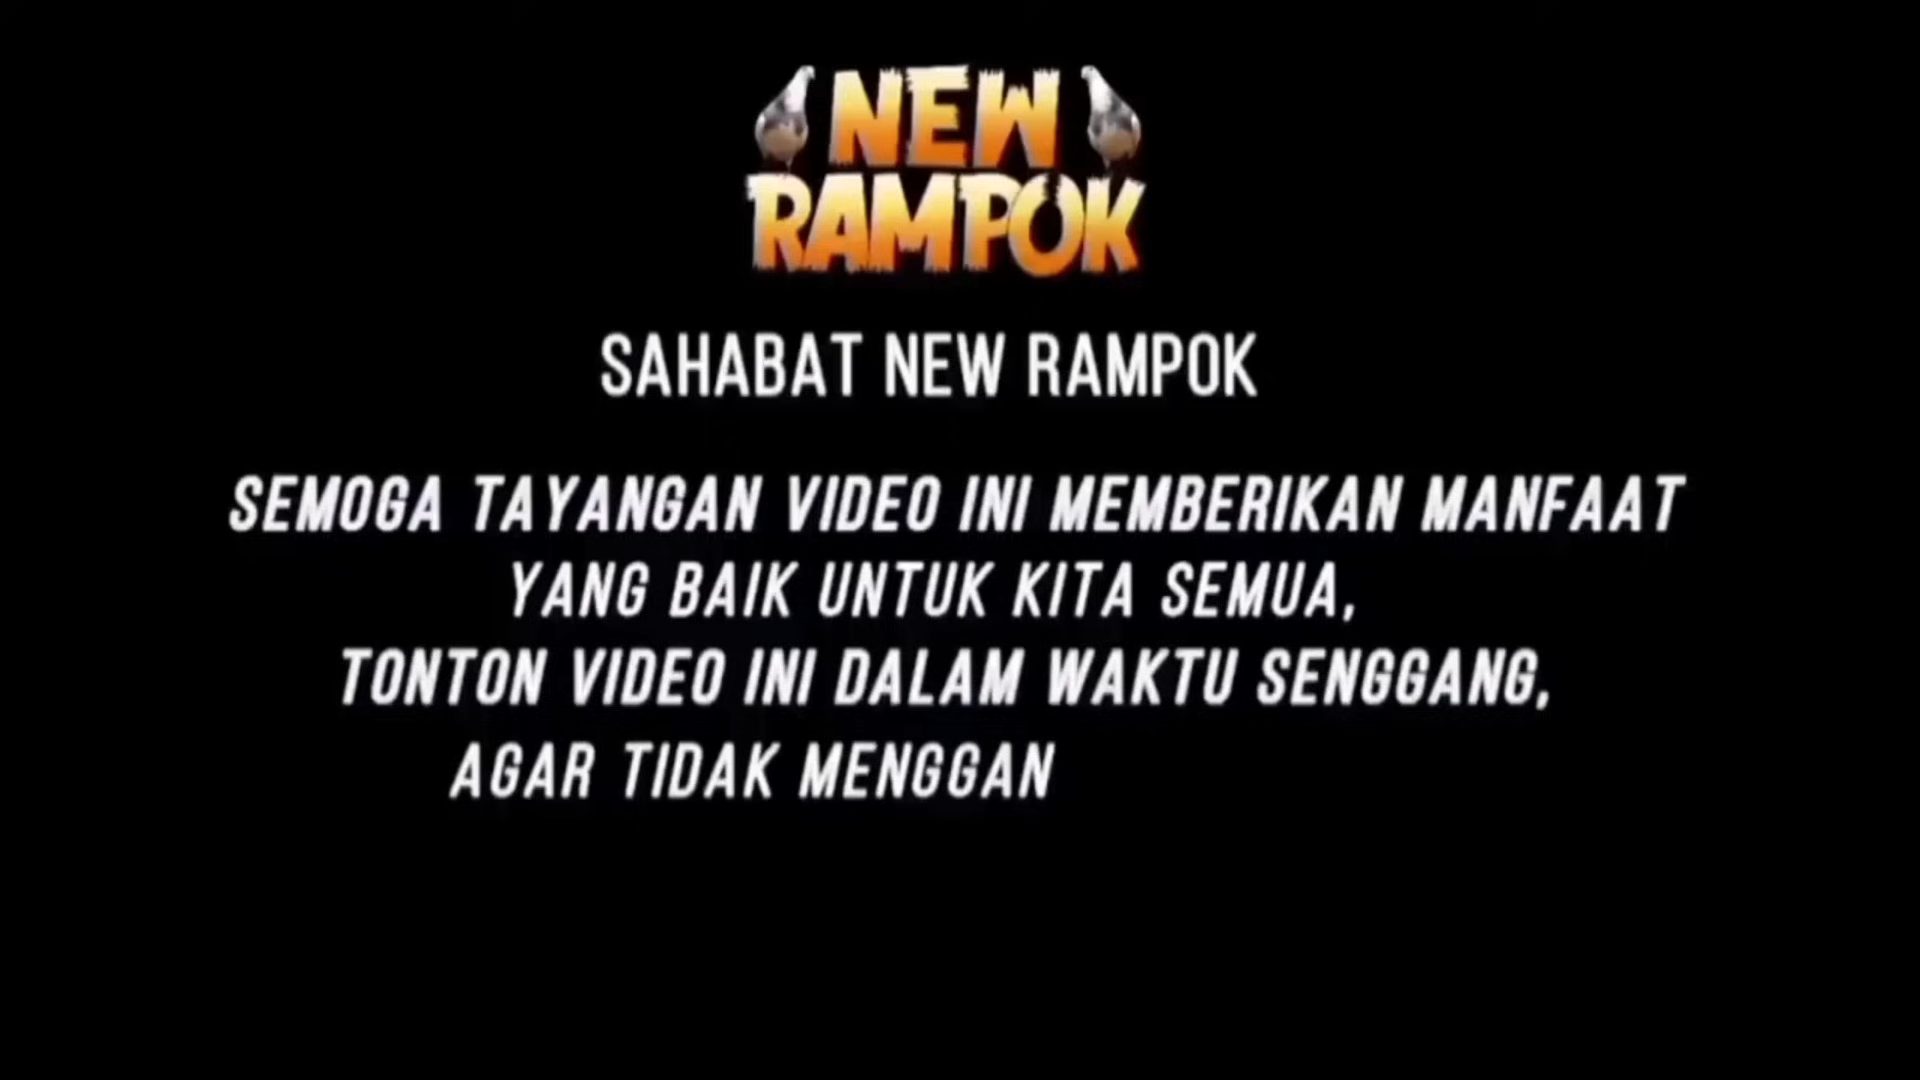 NEW
RAMPOK
SAHABAT NEW RAMPOK
SEMOGA TAYANGAN VIDEO INI MEMBERIKAN MANFAAT
YANG BAIK UNTUK KITA SEMUA,
TONTON VIDEO INI DALAM WAKTU SENGGANG,
AGAR TIDAK MENGGAN